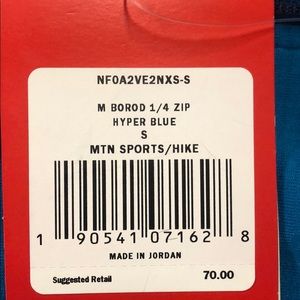 NF0A2VE2NXS-S
M BOROD 1/4 ZIP
HYPER BLUE
S
MTN SPORTS/HIKE
1 90541 07162 8
MADE IN JORDAN
Suggested Retail 70.00